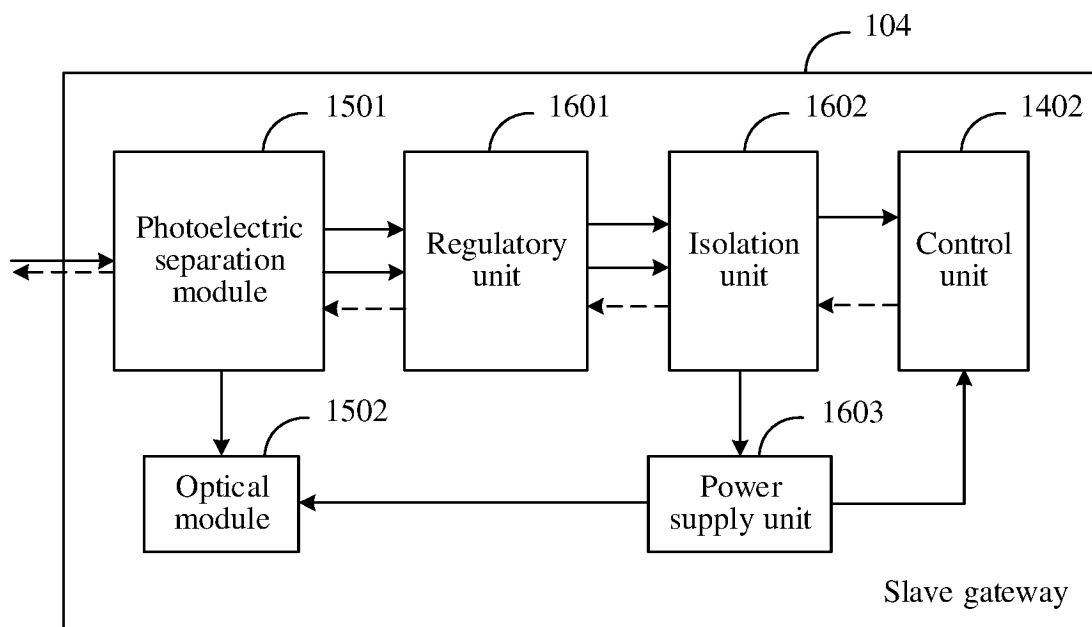 104
1501
1601
1602
1402
Photoelectric
separation
module
Regulatory
unit
Isolation
unit
Control
unit
1502
1603
Optical
module
Power
supply unit
Slave gateway